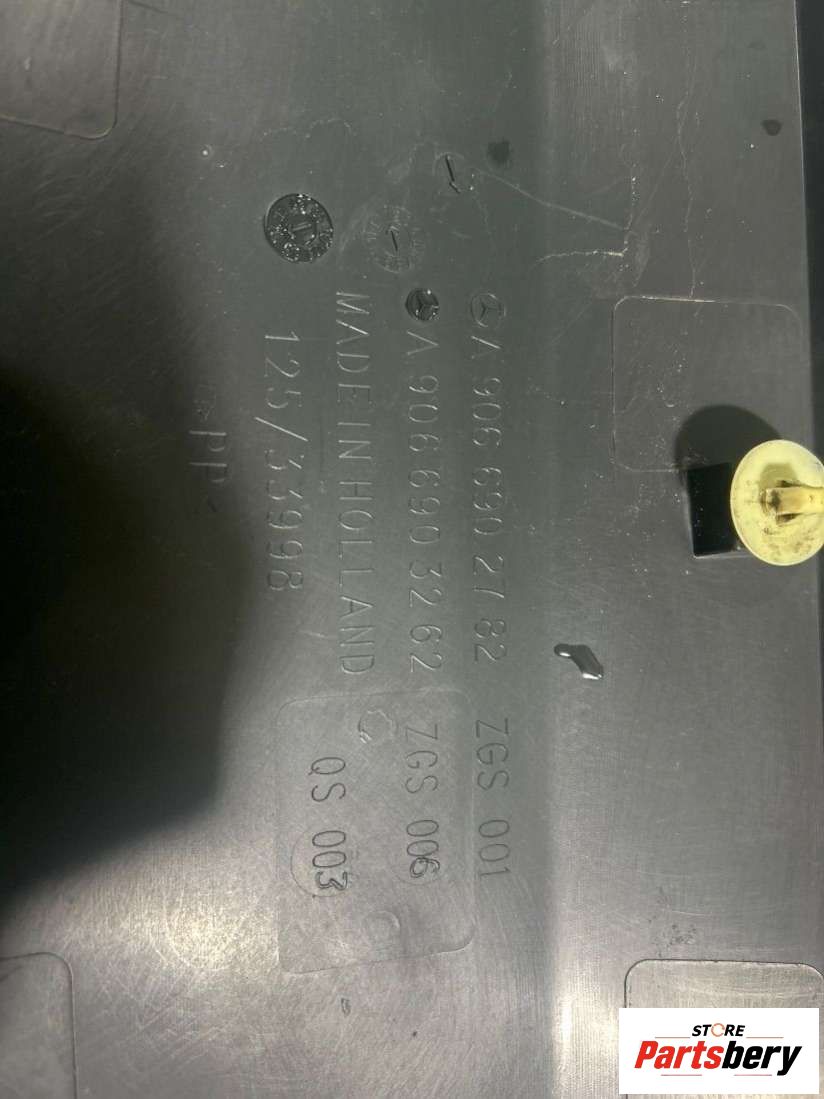 A 906 690 27 82 ZGS 001
A 906 690 32 62 ZGS 006
MADE IN HOLLAND QS 003
125/33998
>PP<
STORE
Partsbery